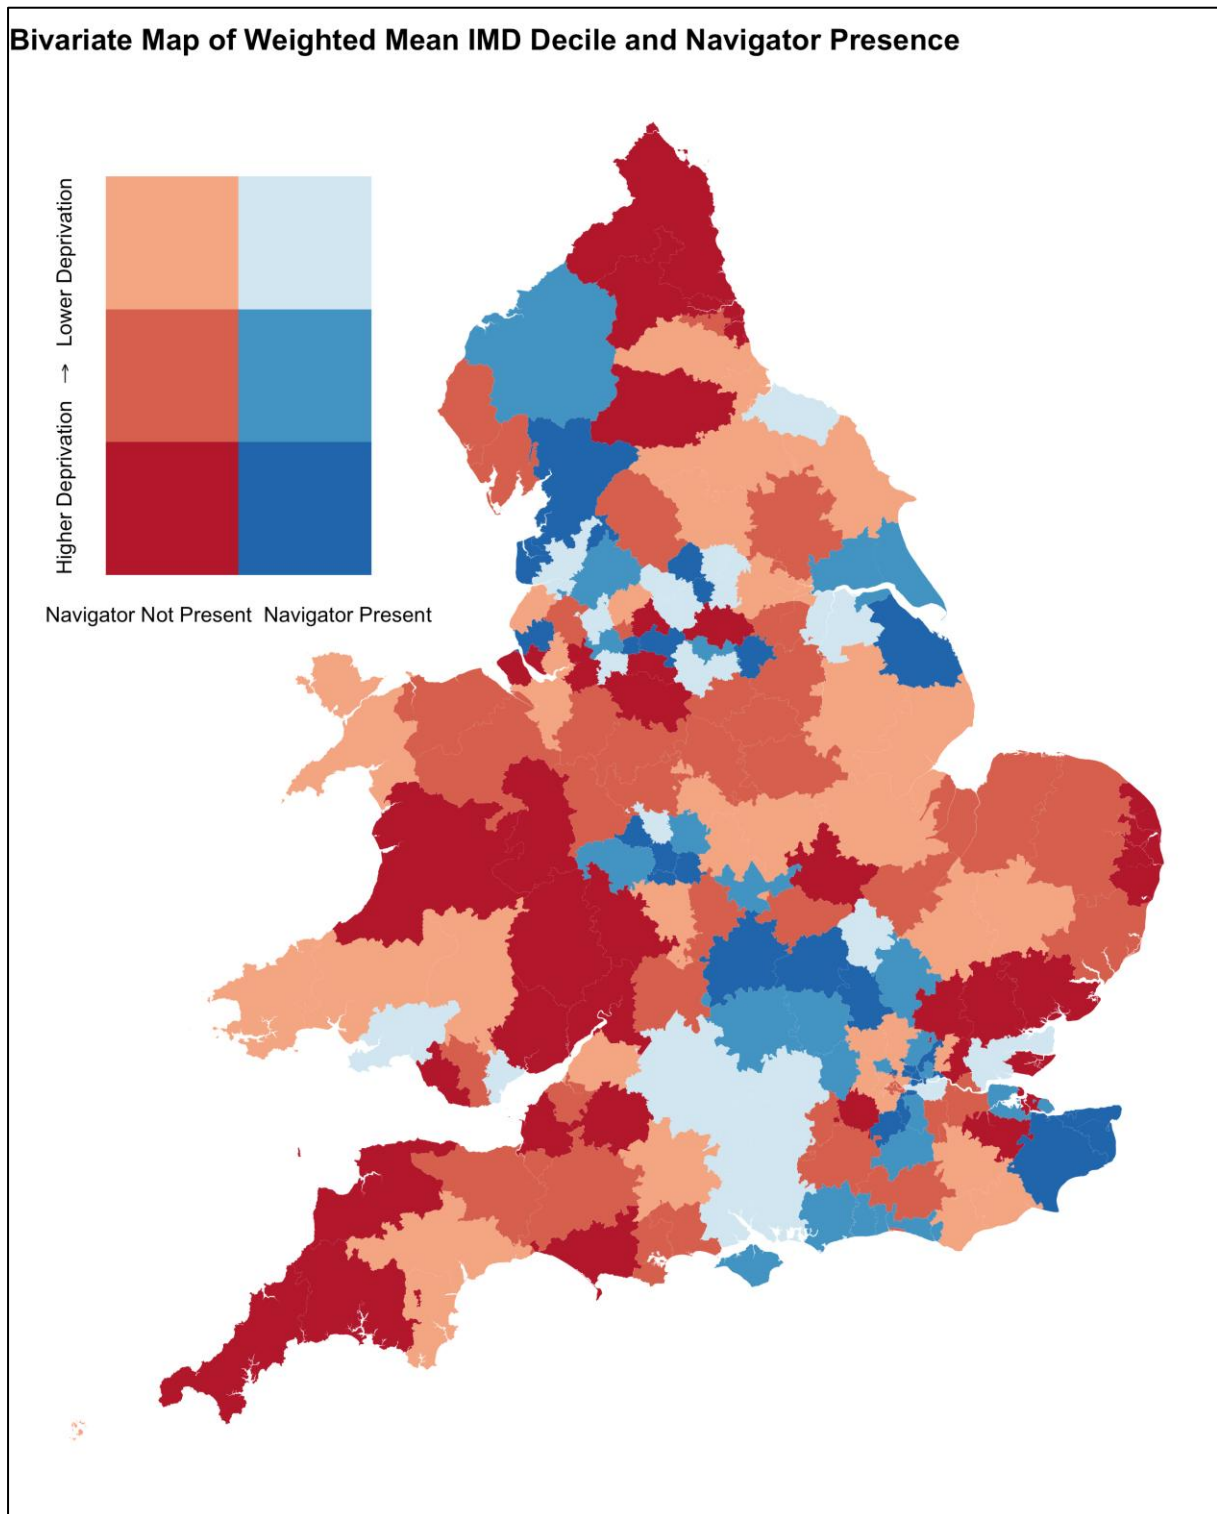 Bivariate Map of Weighted Mean IMD Decile and Navigator Presence
Higher Deprivation → Lower Deprivation
Navigator Not Present Navigator Present